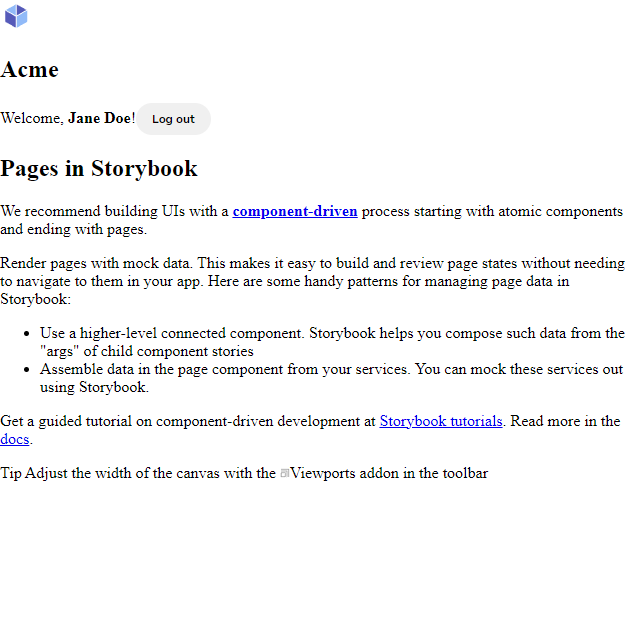 Acme
Welcome, Jane Doe! Log out
Pages in Storybook
We recommend building UIs with a component-driven process starting with atomic components
and ending with pages.
Render pages with mock data. This makes it easy to build and review page states without needing
to navigate to them in your app. Here are some handy patterns for managing page data in
Storybook:
• Use a higher-level connected component. Storybook helps you compose such data from the
"args" of child component stories
• Assemble data in the page component from your services. You can mock these services out
using Storybook.
Get a guided tutorial on component-driven development at Storybook tutorials. Read more in the
docs.
Tip Adjust the width of the canvas with the Viewports addon in the toolbar